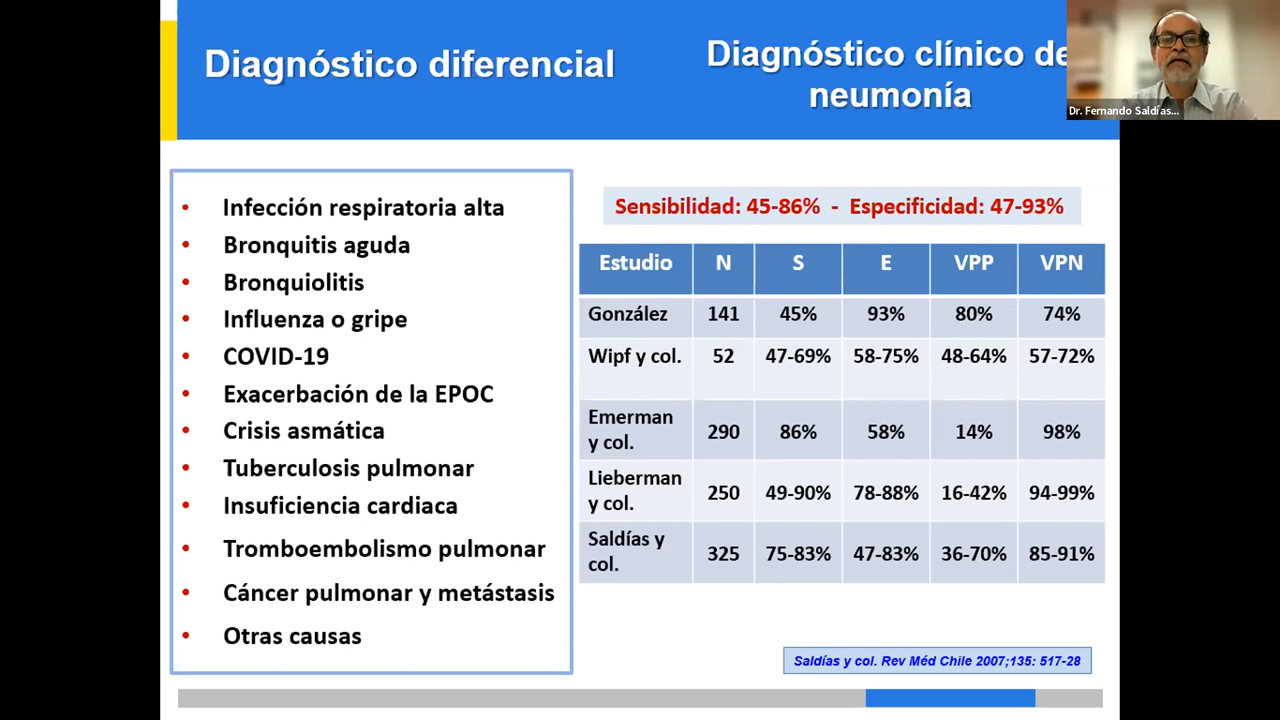 Diagnóstico diferencial
Diagnóstico clínico de
neumonía
Dr. Fernando Saldías...
• Infección respiratoria alta
• Bronquitis aguda
• Bronquiolitis
• Influenza o gripe
• COVID-19
• Exacerbación de la EPOC
• Crisis asmática
• Tuberculosis pulmonar
• Insuficiencia cardiaca
• Tromboembolismo pulmonar
• Cáncer pulmonar y metástasis
• Otras causas
Sensibilidad: 45-86% - Especificidad: 47-93%
Estudio N S E VPP VPN
González 141 45% 93% 80% 74%
Wipf y col. 52 47-69% 58-75% 48-64% 57-72%
Emerman
y col. 290 86% 58% 14% 98%
Lieberman
y col. 250 49-90% 78-88% 16-42% 94-99%
Saldías y
col. 325 75-83% 47-83% 36-70% 85-91%
Saldías y col. Rev Méd Chile 2007;135: 517-28